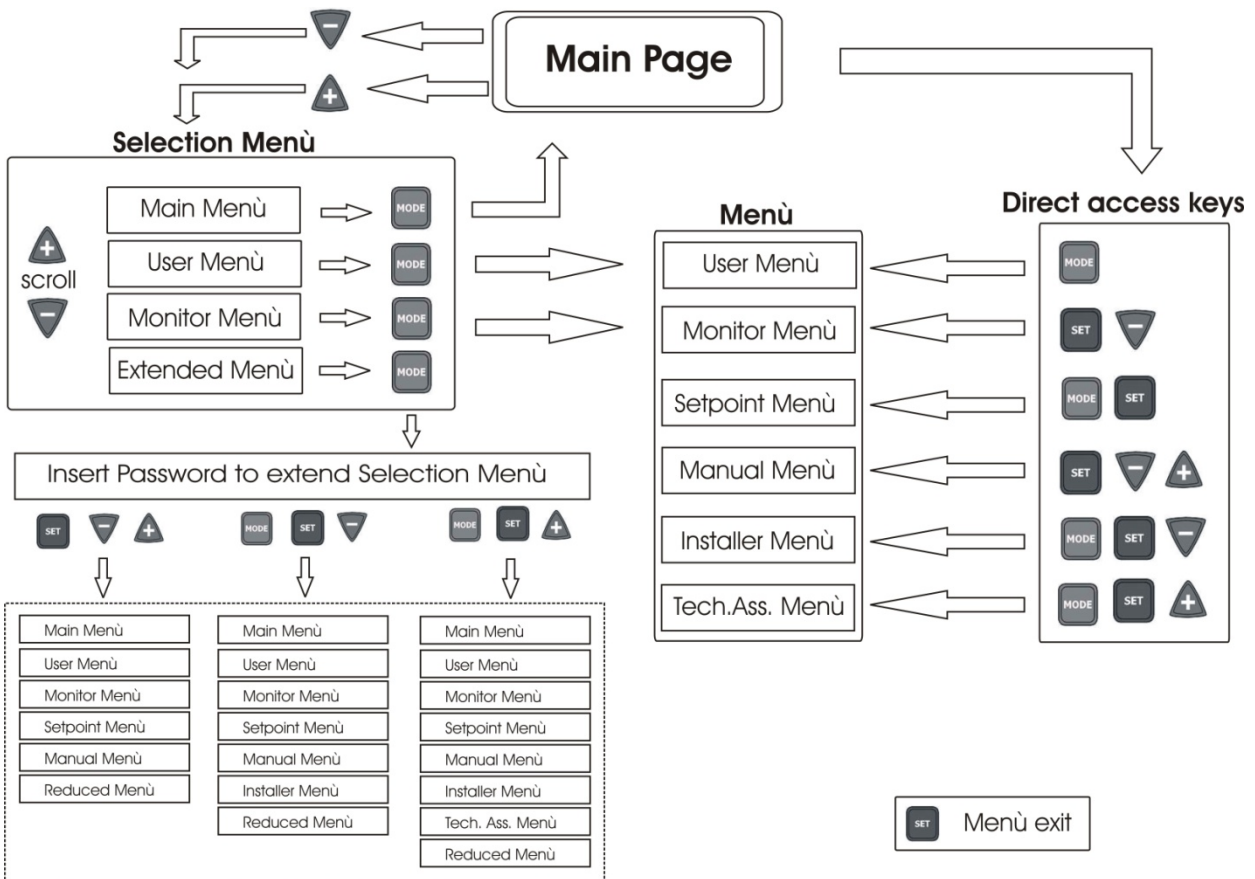 Main Page
Selection Menù
Main Menù
MODE
User Menù
MODE
scroll
Monitor Menù
MODE
Extended Menù
MODE
Insert Password to extend Selection Menù
SET
MODE
SET
MODE
SET
Main Menù
User Menù
Monitor Menù
Setpoint Menù
Manual Menù
Reduced Menù
Main Menù
User Menù
Monitor Menù
Setpoint Menù
Manual Menù
Installer Menù
Reduced Menù
Main Menù
User Menù
Monitor Menù
Setpoint Menù
Manual Menù
Installer Menù
Tech. Ass. Menù
Reduced Menù
Menù
User Menù
Monitor Menù
Setpoint Menù
Manual Menù
Installer Menù
Tech.Ass. Menù
Direct access keys
MODE
SET
MODE
SET
SET
MODE
SET
MODE
SET
SET
Menù exit